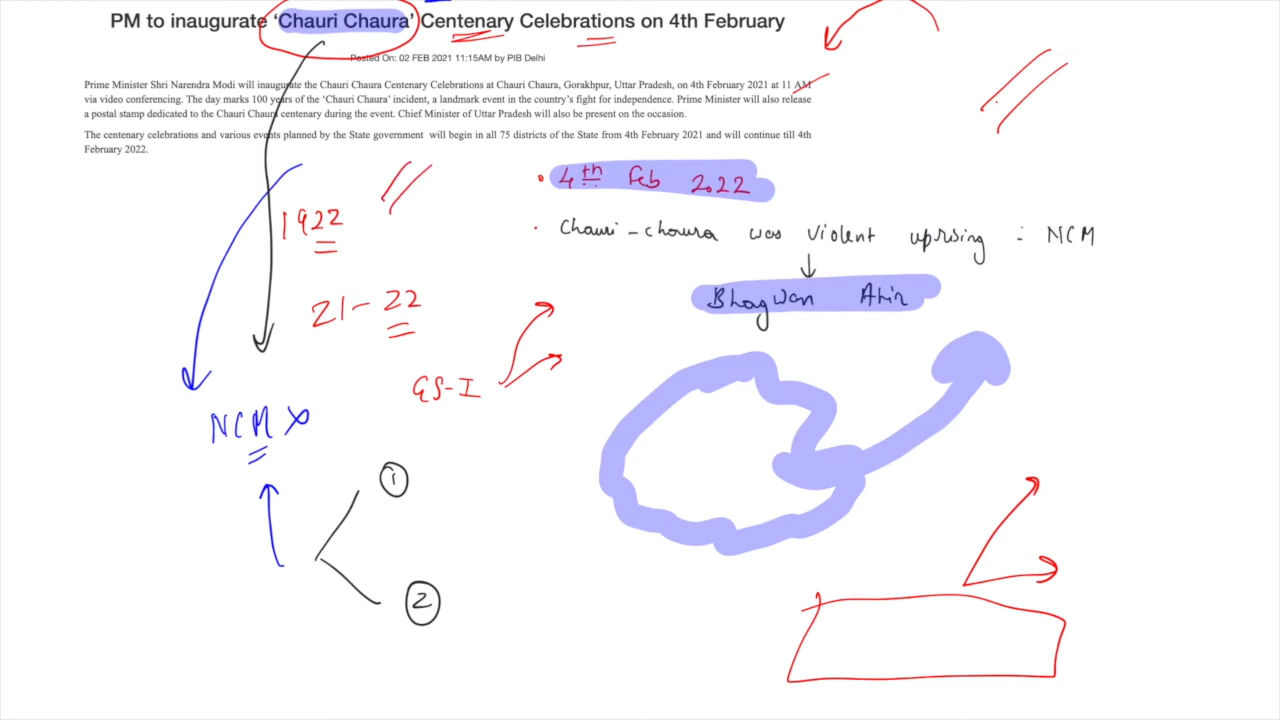 PM to inaugurate ‘Chauri Chaura’ Centenary Celebrations on 4th February
Posted On: 02 FEB 2021 11:15AM by PIB Delhi
Prime Minister Shri Narendra Modi will inaugurate the Chauri Chaura Centenary Celebrations at Chauri Chaura, Gorakhpur, Uttar Pradesh, on 4th February 2021 at 11 AM
via video conferencing. The day marks 100 years of the ‘Chauri Chaura’ incident, a landmark event in the country’s fight for independence. Prime Minister will also release
a postal stamp dedicated to the Chauri Chaura centenary during the event. Chief Minister of Uttar Pradesh will also be present on the occasion.
The centenary celebrations and various events planned by the State government will begin in all 75 districts of the State from 4th February 2021 and will continue till 4th
February 2022.
• 4th Feb 2022
1922
• Chauri-chaura was violent uprising : NCM
21-22
Bhagwan Ahir
GS-I
NCM X
1
2